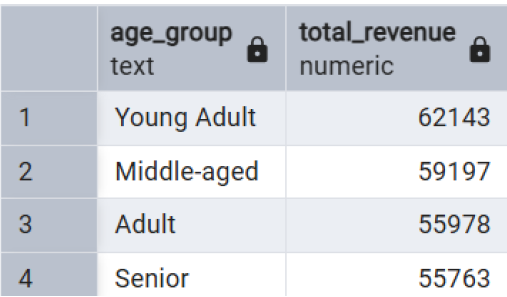 age_group total_revenue
text numeric
1 Young Adult 62143
2 Middle-aged 59197
3 Adult 55978
4 Senior 55763